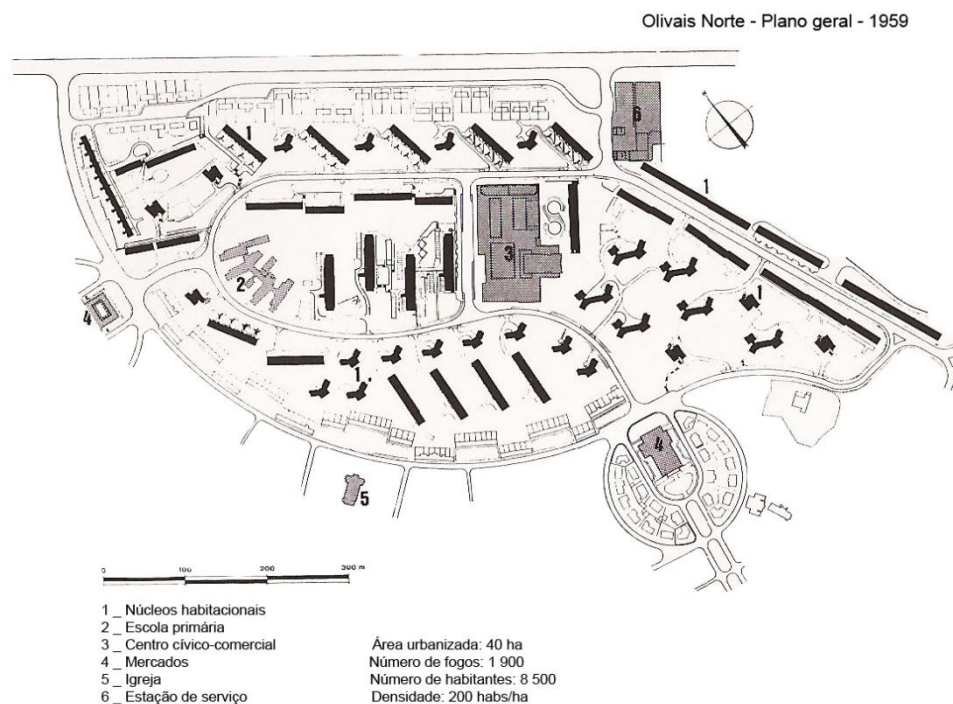 Olivais Norte - Plano geral - 1959
6
1
1
3
2
1
4
1.
4
5
0 100 200 300 m
1 _ Núcleos habitacionais
2 _ Escola primária
3 _ Centro cívico-comercial
4 _ Mercados
5 _ Igreja
6 _ Estação de serviço
Área urbanizada: 40 ha
Número de fogos: 1 900
Número de habitantes: 8 500
Densidade: 200 habs/ha